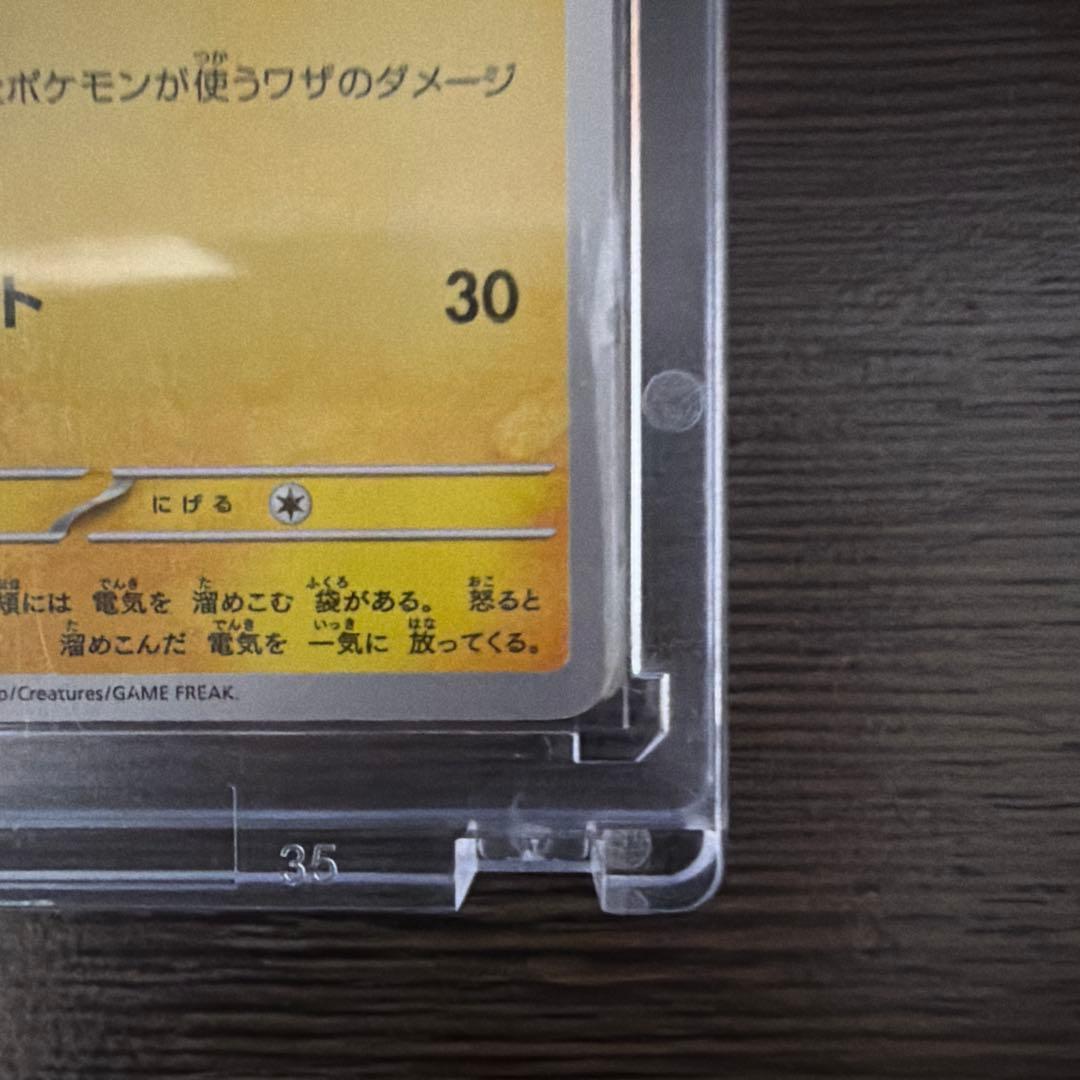 ポケモンが使うワザのダメージ
ト 30
にげる
頬には 電気を 溜めこむ 袋がある。 怒ると
溜めこんだ 電気を 一気に 放ってくる。
/Creatures/GAME FREAK.
35